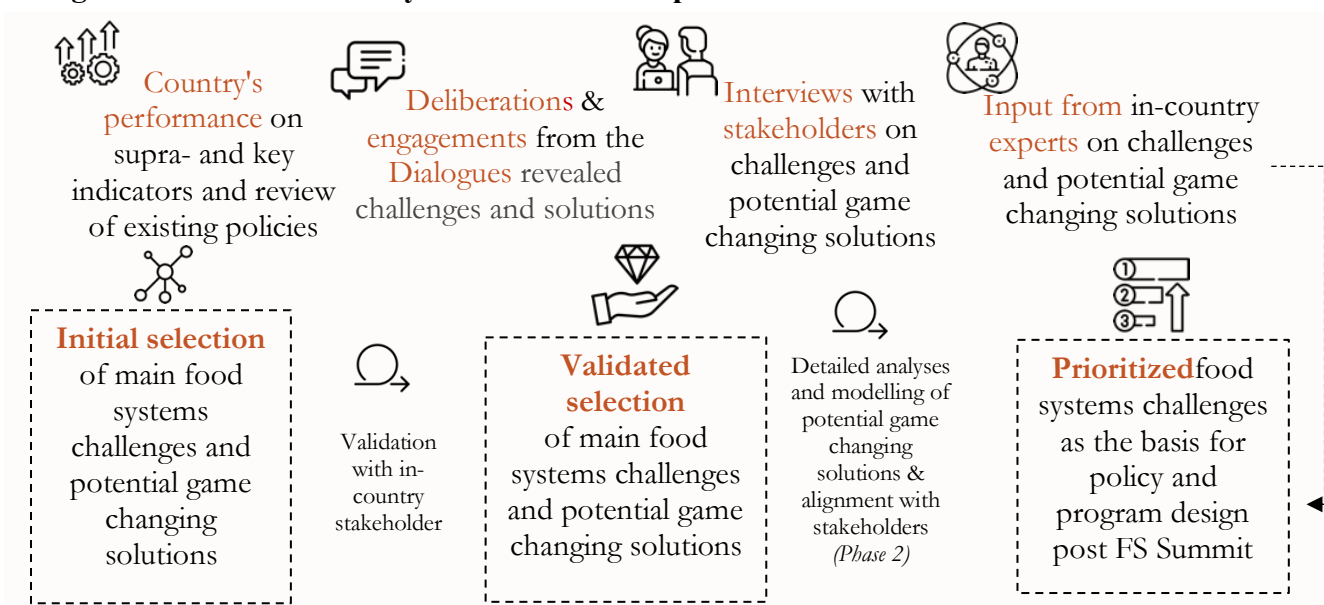 Country's
performance on
supra- and key
indicators and review
of existing policies
Deliberations &
engagements from the
Dialogues revealed
challenges and solutions
Interviews with
stakeholders on
challenges and
potential game
changing solutions
Input from in-country
experts on challenges
and potential game
changing solutions
Initial selection
of main food
systems
challenges and
potential game
changing
solutions
Validation
with in-
country
stakeholder
Validated
selection
of main food
systems challenges
and potential game
changing solutions
Detailed analyses
and modelling of
potential game
changing
solutions &
alignment with
stakeholders
(Phase 2)
1
2
3
Prioritizedfood
systems challenges
as the basis for
policy and
program design
post FS Summit